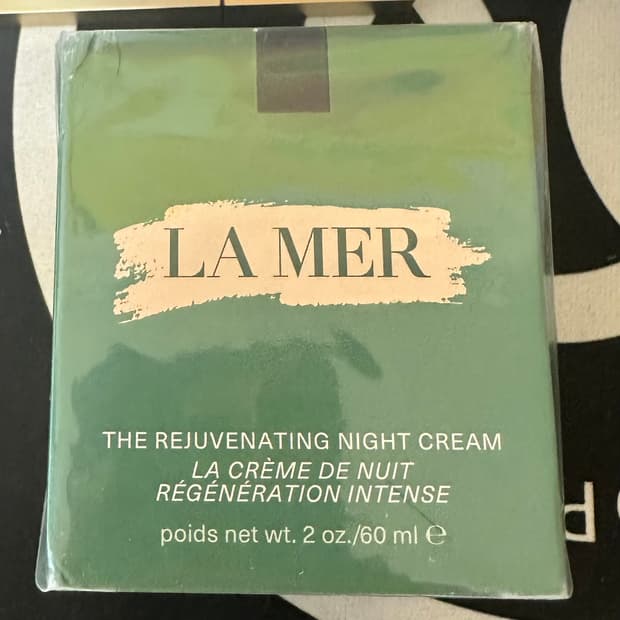 LA MER
THE REJUVENATING NIGHT CREAM
LA CRÈME DE NUIT
RÉGÉNÉRATION INTENSE
poids net wt. 2 oz./60 ml ℮
P